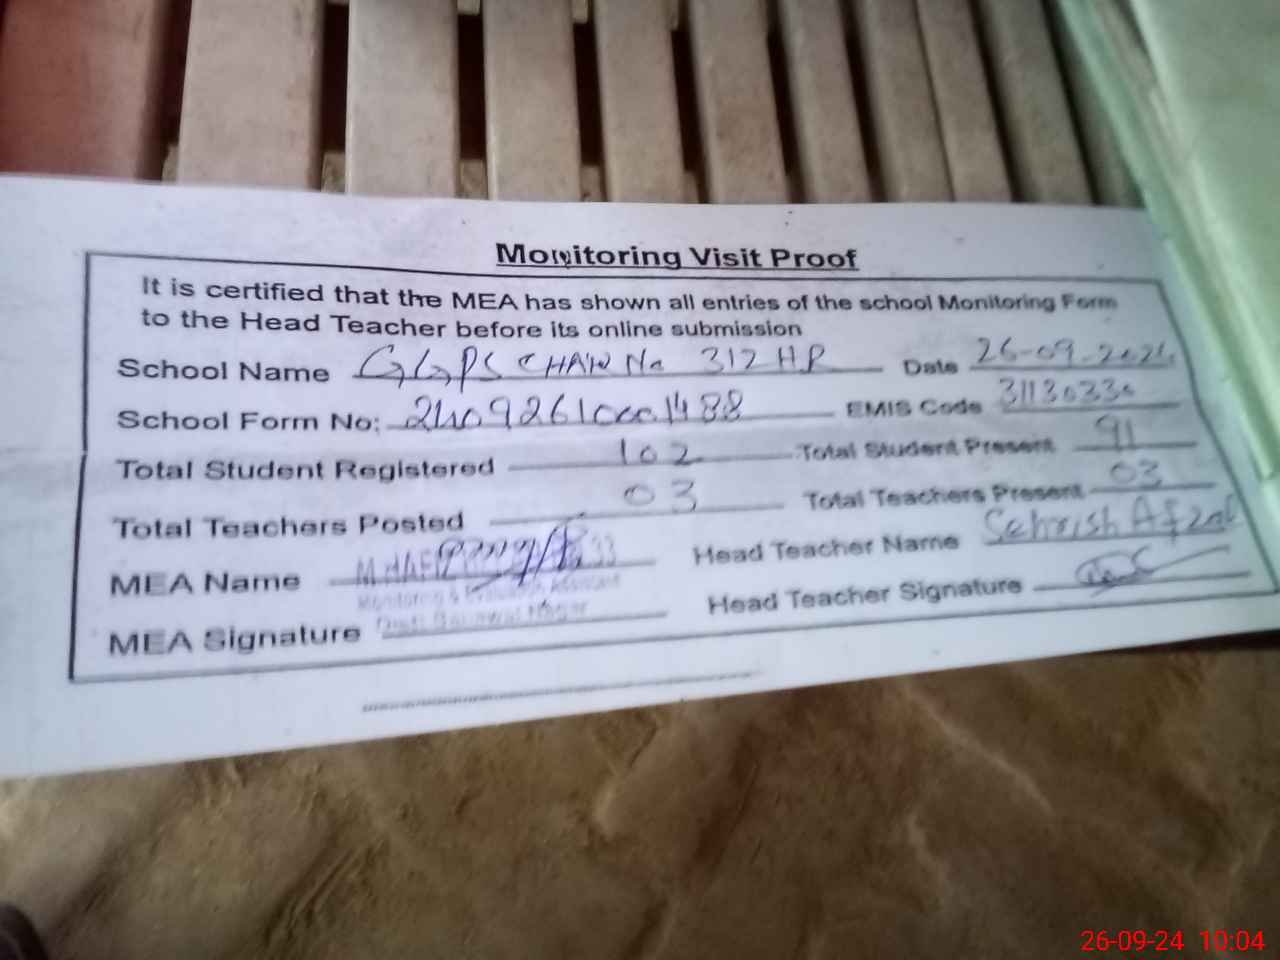 Monitoring Visit Proof
It is certified that the MEA has shown all entries of the school Monitoring Form
to the Head Teacher before its online submission
School Name GGPS CHAK No 312 HR Date 26-09-2024
School Form No: 24092610001488 EMIS Code 31130330
Total Student Registered 102 Total Student Present 91
Total Teachers Posted 03 Total Teachers Present 03
MEA Name Head Teacher Name Sehrish Afzal
Monitoring & Evaluation Assistant
MEA Signature Distt: Bahawal Nagar Head Teacher Signature
26-09-24 10:04